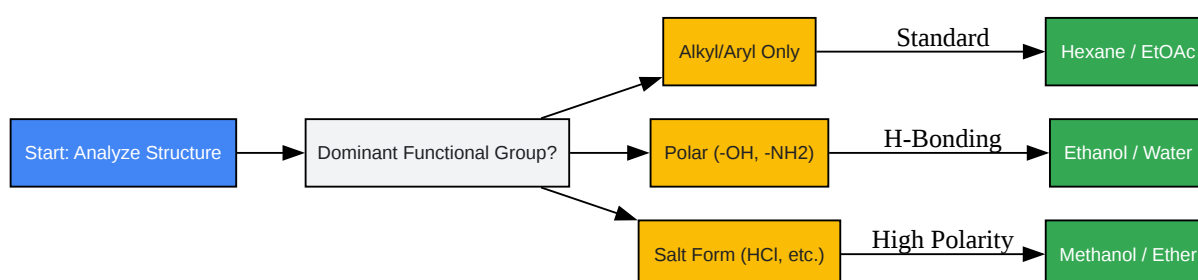 Alkyl/Aryl Only
Standard
Hexane / EtOAc
Start: Analyze Structure
Dominant Functional Group?
Polar (-OH, -NH2)
H-Bonding
Ethanol / Water
Salt Form (HCl, etc.)
High Polarity
Methanol / Ether